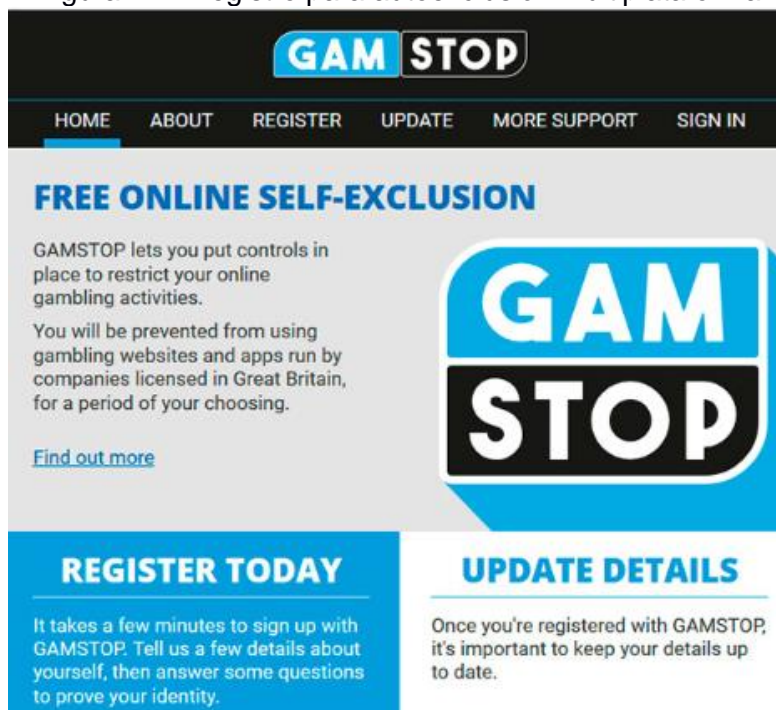 para autoexclusión multiplataforma
GAM STOP
HOME ABOUT REGISTER UPDATE MORE SUPPORT SIGN IN
FREE ONLINE SELF-EXCLUSION
GAMSTOP lets you put controls in
place to restrict your online
gambling activities.
You will be prevented from using
gambling websites and apps run by
companies licensed in Great Britain,
for a period of your choosing.
Find out more
GAM
STOP
REGISTER TODAY
It takes a few minutes to sign up with
GAMSTOP. Tell us a few details about
yourself, then answer some questions
to prove your identity.
UPDATE DETAILS
Once you're registered with GAMSTOP,
it's important to keep your details up
to date.